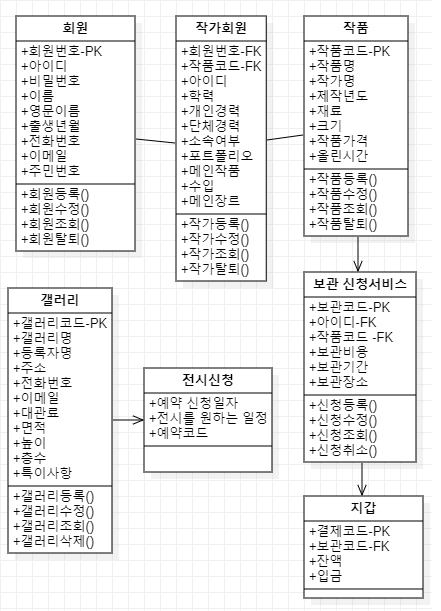 회원
+회원번호-PK
+아이디
+비밀번호
+이름
+영문이름
+출생년월
+전화번호
+이메일
+주민번호
+회원등록()
+회원수정()
+회원조회()
+회원탈퇴()
작가회원
+회원번호-FK
+작품코드-FK
+아이디
+학력
+개인경력
+단체경력
+소속여부
+포트폴리오
+메인작품
+수입
+메인장르
+작가등록()
+작가수정()
+작가조회()
+작가탈퇴()
작품
+작품코드-PK
+작품명
+작가명
+제작년도
+재료
+크기
+작품가격
+올린시간
+작품등록()
+작품수정()
+작품조회()
+작품탈퇴()
갤러리
+갤러리코드-PK
+갤러리명
+등록자명
+주소
+전화번호
+이메일
+대관료
+면적
+높이
+층수
+특이사항
+갤러리등록()
+갤러리수정()
+갤러리조회()
+갤러리삭제()
전시신청
+예약 신청일자
+전시를 원하는 일정
+예약코드
보관 신청서비스
+보관코드-PK
+아이디-FK
+작품코드 -FK
+보관비용
+보관기간
+보관장소
+신청등록()
+신청수정()
+신청조회()
+신청취소()
지갑
+결제코드-PK
+보관코드-FK
+잔액
+입금